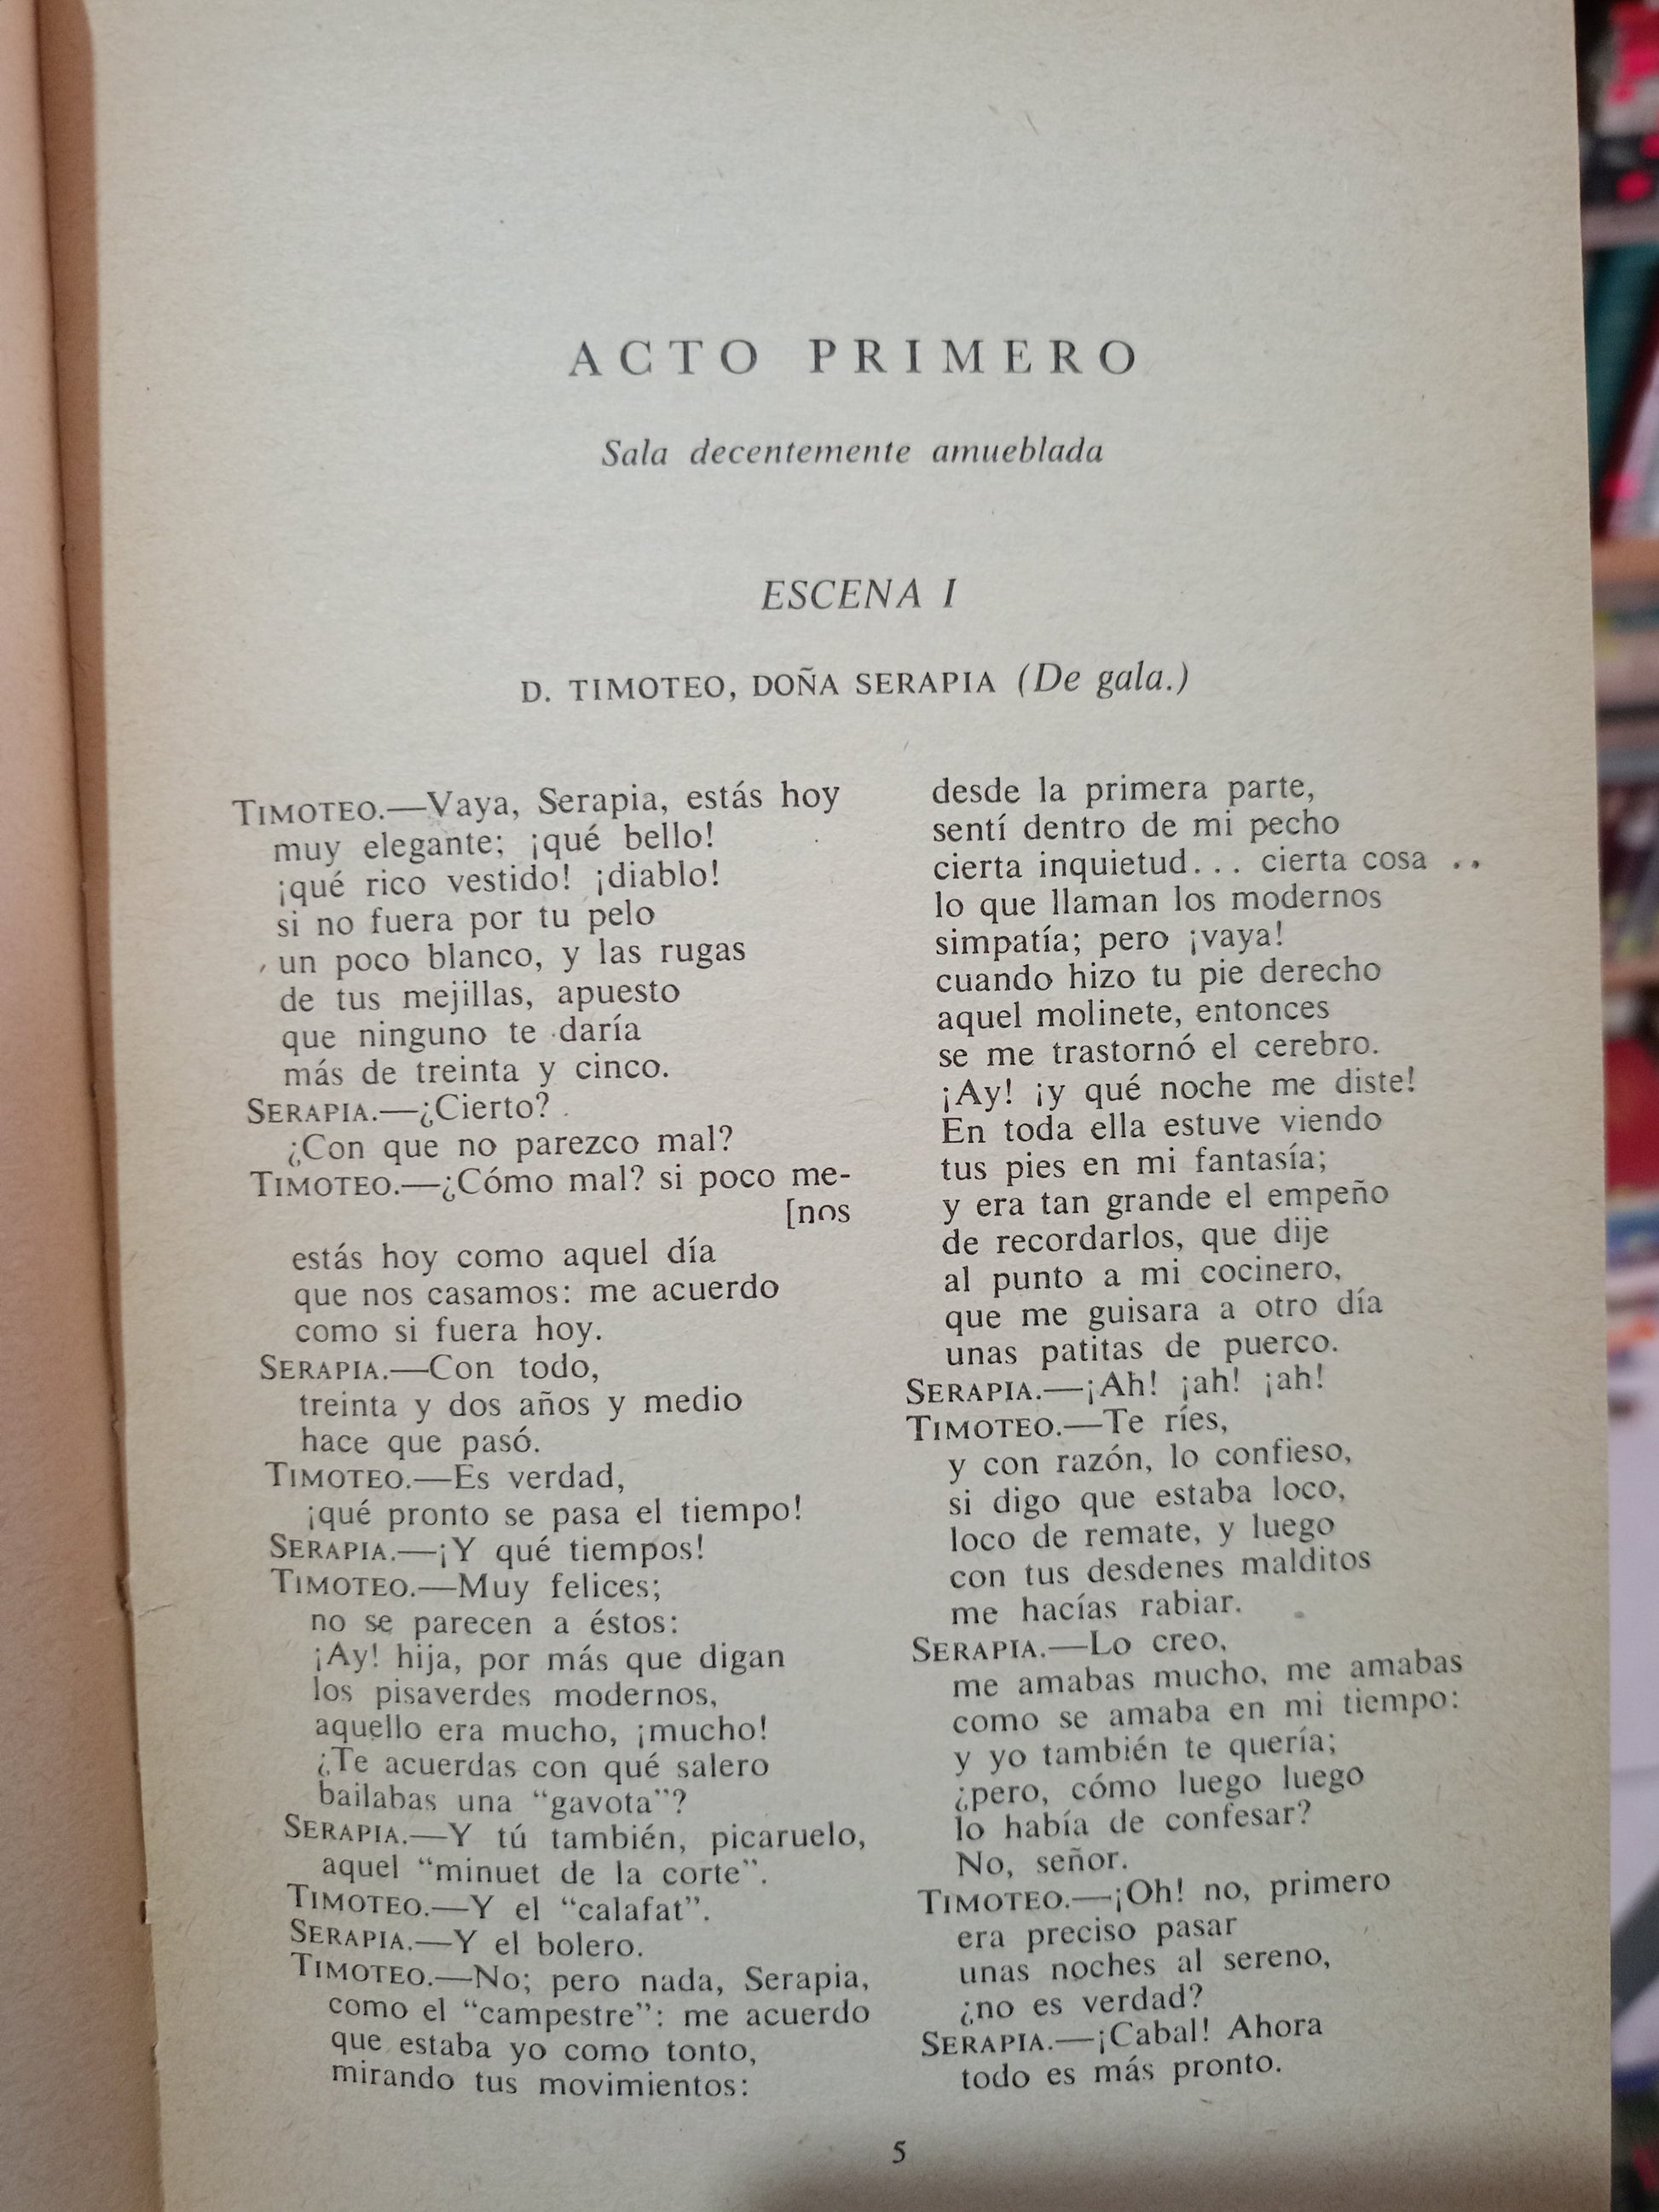 ACTO PRIMERO
Sala decentemente amueblada
ESCENA I
D. TIMOTEO, DOÑA SERAPIA (De gala.)
TIMOTEO.—Vaya, Serapia, estás hoy
muy elegante; ¡qué bello!
¡qué rico vestido! ¡diablo!
si no fuera por tu pelo
un poco blanco, y las rugas
de tus mejillas, apuesto
que ninguno te daría
más de treinta y cinco.
SERAPIA.—¿Cierto?
¿Con que no parezco mal?
TIMOTEO.—¿Cómo mal? si poco me-
[nos
estás hoy como aquel día
que nos casamos: me acuerdo
como si fuera hoy.
SERAPIA.—Con todo,
treinta y dos años y medio
hace que pasó.
TIMOTEO.—Es verdad,
¡qué pronto se pasa el tiempo!
SERAPIA.—¡Y qué tiempos!
TIMOTEO.—Muy felices;
no se parecen a éstos:
¡Ay! hija, por más que digan
los pisaverdes modernos,
aquello era mucho, ¡mucho!
¿Te acuerdas con qué salero
bailabas una “gavota”?
SERAPIA.—Y tú también, picaruelo,
aquel “minuet de la corte”.
TIMOTEO.—Y el “calafat”.
SERAPIA.—Y el bolero.
TIMOTEO.—No; pero nada, Serapia,
como el “campestre”: me acuerdo
que estaba yo como tonto,
mirando tus movimientos:
desde la primera parte,
sentí dentro de mi pecho
cierta inquietud... cierta cosa ..
lo que llaman los modernos
simpatía; pero ¡vaya!
cuando hizo tu pie derecho
aquel molinete, entonces
se me trastornó el cerebro.
¡Ay! ¡y qué noche me diste!
En toda ella estuve viendo
tus pies en mi fantasía;
y era tan grande el empeño
de recordarlos, que dije
al punto a mi cocinero,
que me guisara a otro día
unas patitas de puerco.
SERAPIA.—¡Ah! ¡ah! ¡ah!
TIMOTEO.—Te ríes,
y con razón, lo confieso,
si digo que estaba loco,
loco de remate, y luego
con tus desdenes malditos
me hacías rabiar.
SERAPIA.—Lo creo,
me amabas mucho, me amabas
como se amaba en mi tiempo:
y yo también te quería;
¿pero, cómo luego luego
lo había de confesar?
No, señor.
TIMOTEO.—¡Oh! no, primero
era preciso pasar
unas noches al sereno,
¿no es verdad?
SERAPIA.—¡Cabal! Ahora
todo es más pronto.
5